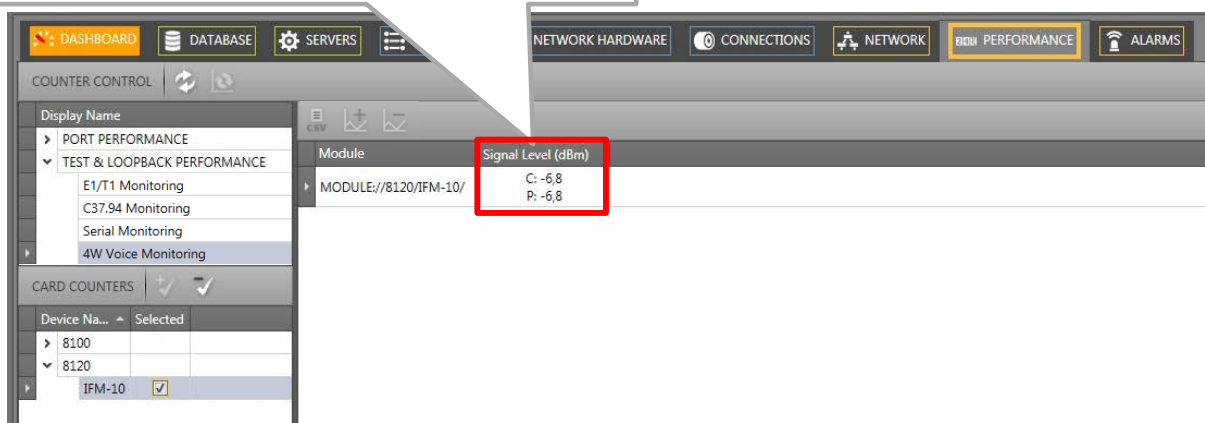 DASHBOARD DATABASE SERVERS NETWORK HARDWARE CONNECTIONS NETWORK PERFORMANCE ALARMS
COUNTER CONTROL
Display Name
PORT PERFORMANCE
TEST & LOOPBACK PERFORMANCE
E1/T1 Monitoring
C37.94 Monitoring
Serial Monitoring
4W Voice Monitoring
CARD COUNTERS
Device Na... Selected
8100
8120
IFM-10
CSV
Module Signal Level (dBm)
MODULE://8120/IFM-10/ C: -6,8
P: -6,8